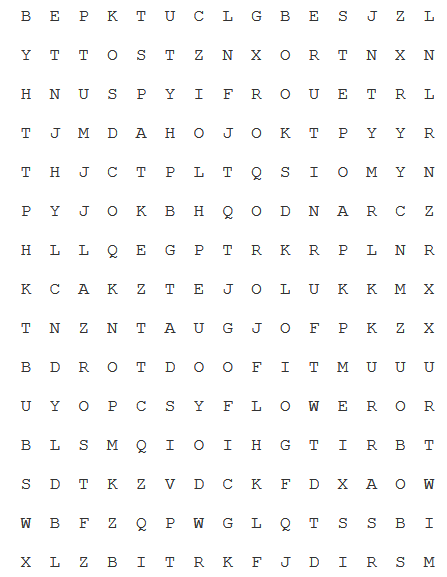 B E P K T U C L G B E S J Z L
Y T T O S T Z N X O R T N X N
H N U S P Y I F R O U E T R L
T J M D A H O J O K T P Y Y R
T H J C T P L T Q S I O M Y N
P Y J O K B H Q O D N A R C Z
H L L Q E G P T R K R P L N R
K C A K Z T E J O L U K K M X
T N Z N T A U G J O F P K Z X
B D R O T D O O F I T M U U U
U Y O P C S Y F L O W E R O R
B L S M Q I O I H G T I R B T
S D T K Z V D C K F D X A O W
W B F Z Q P W G L Q T S S B I
X L Z B I T R K F J D I R S M